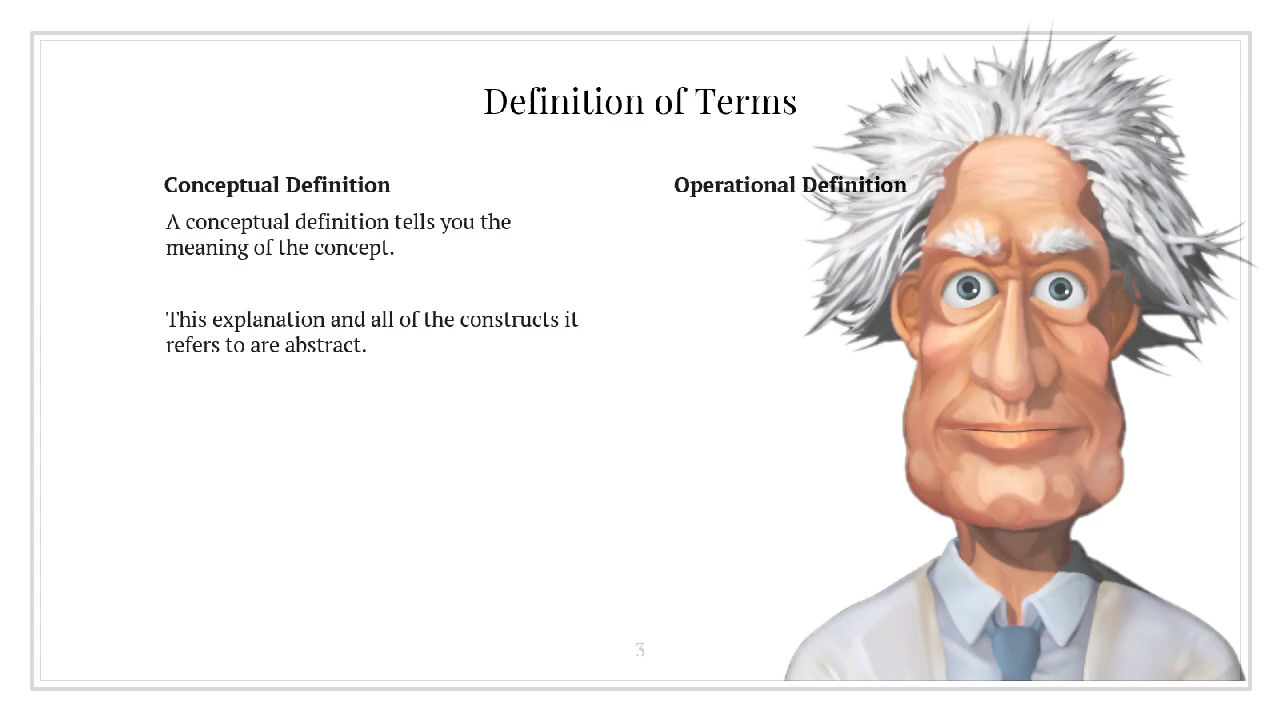 Definition of Terms
Conceptual Definition
A conceptual definition tells you the
meaning of the concept.
This explanation and all of the constructs it
refers to are abstract.
Operational Definition
3